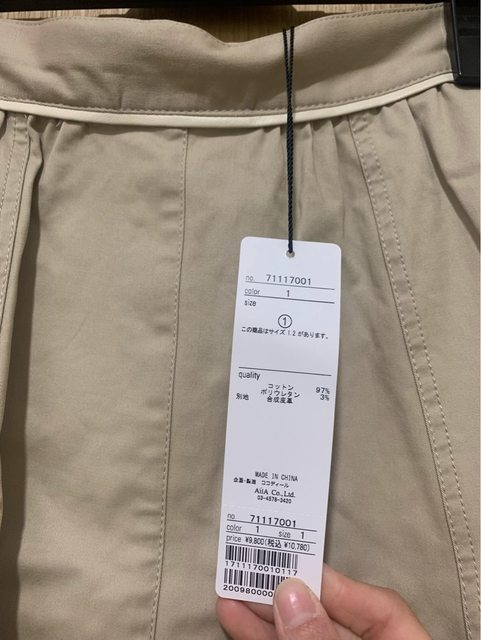 no. 71117001
color 1
size
①
この商品はサイズ 1.2 があります。
quality
コットン 97%
ポリウレタン 3%
別地 合成皮革
MADE IN CHINA
企画・製造 ココディール
AiiA Co.,Ltd.
03-4578-3420
no. 71117001
color 1 size 1
price ¥9,800(税込 ¥10,780)
1711170010117
200980000